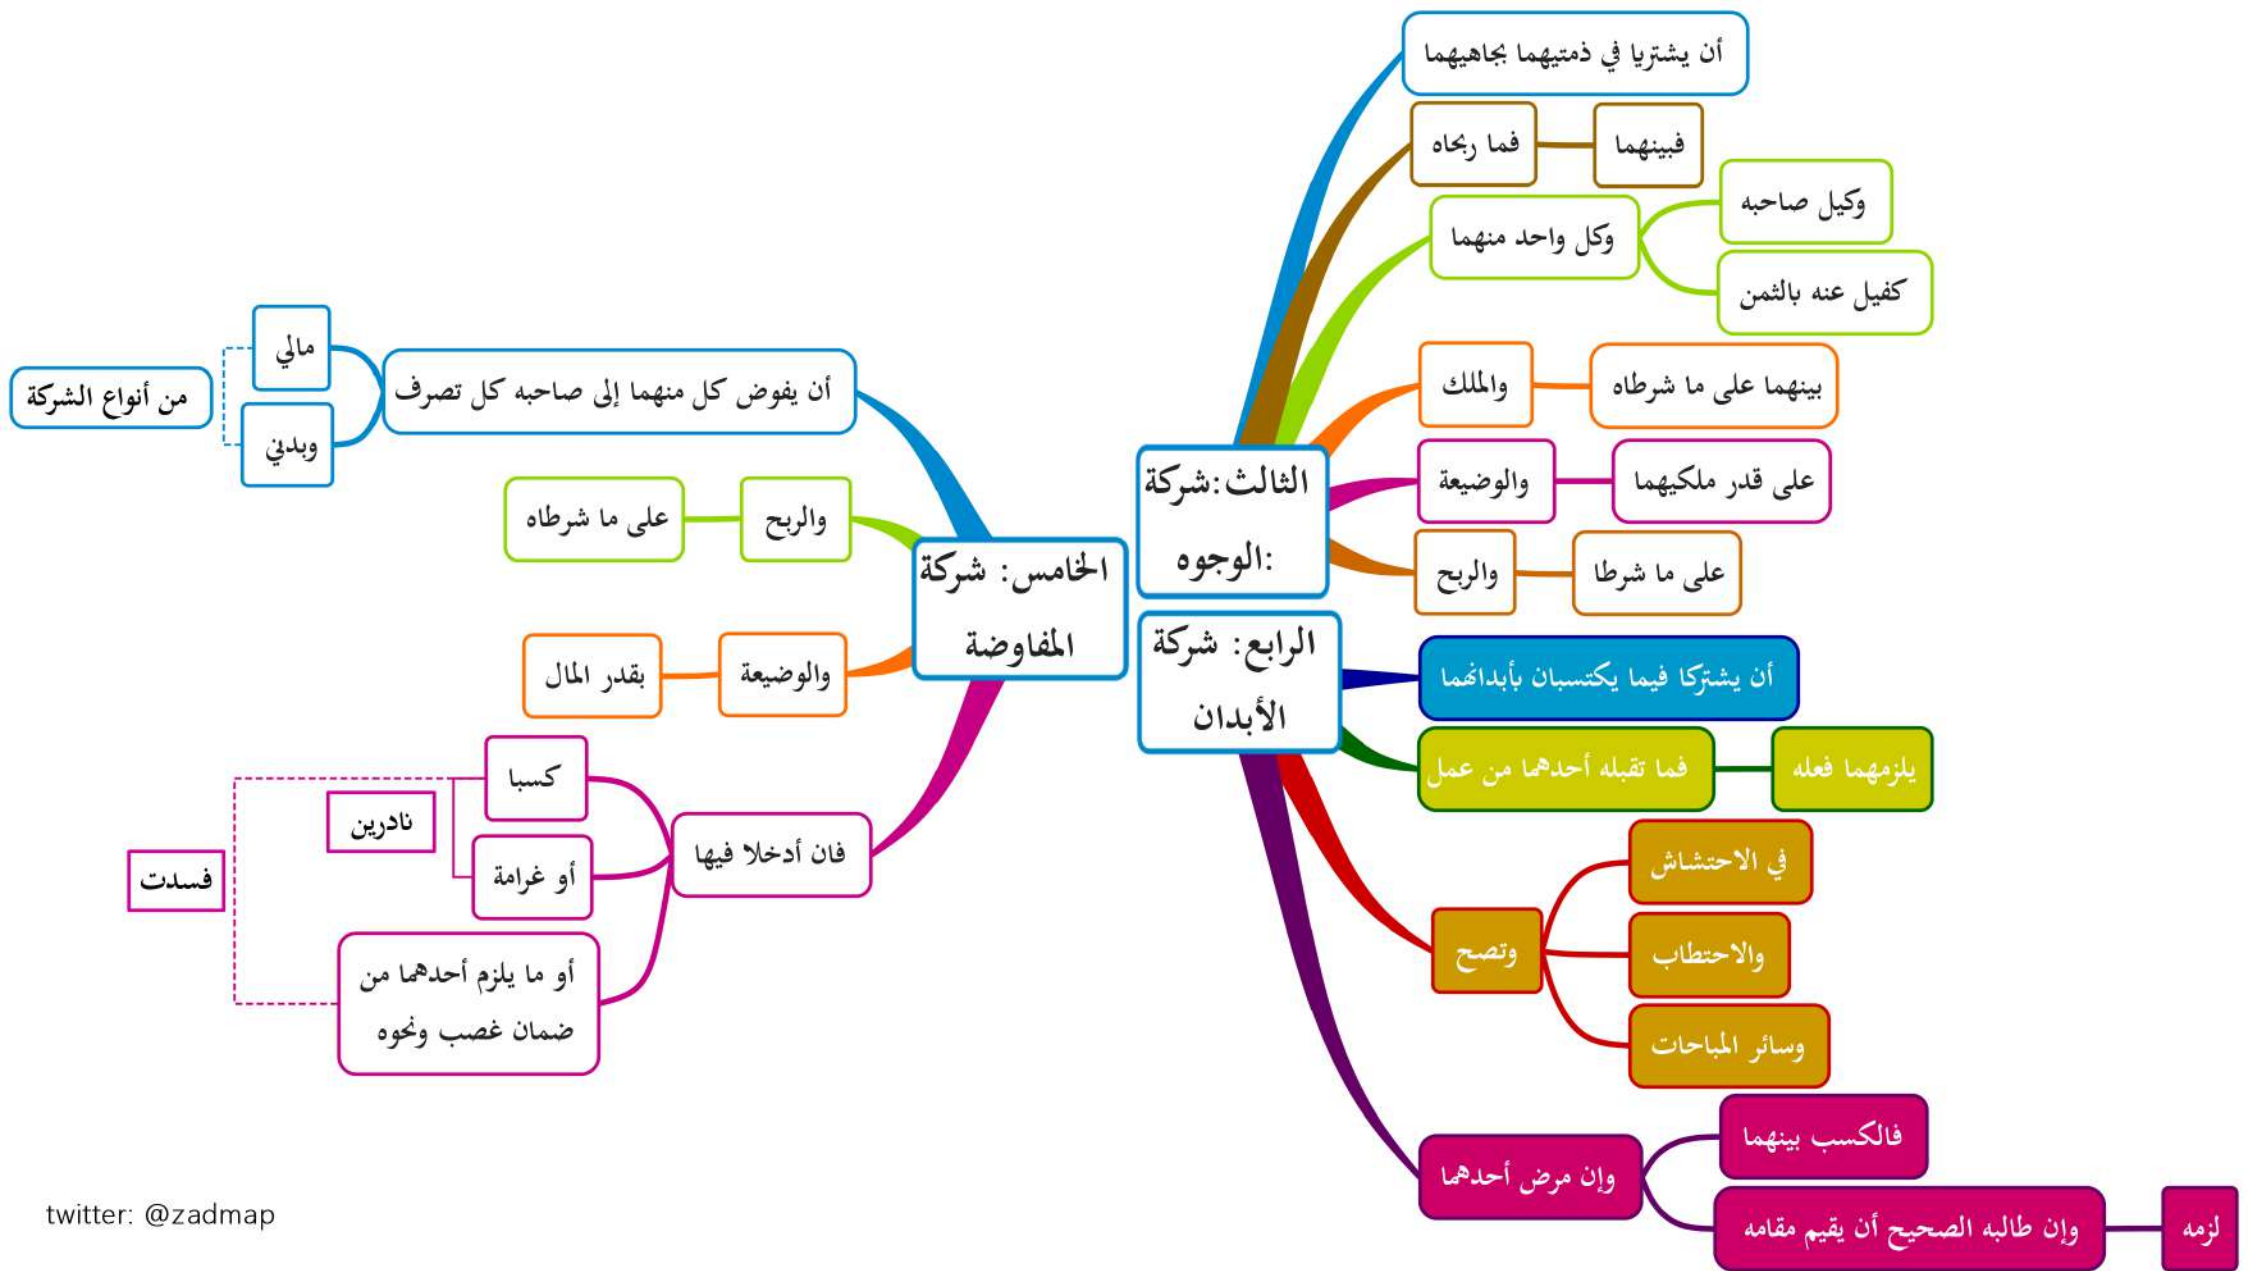 الثالث:شركة
الوجوه:
أن يشتريا في ذمتيهما بجاهيهما
فما ربحاه
فبينهما
وكل واحد منهما
وكيل صاحبه
كفيل عنه بالثمن
والملك
بينهما على ما شرطاه
والوضيعة
على قدر ملكيهما
والربح
على ما شرطا
الرابع: شركة
الأبدان
أن يشتركا فيما يكتسبان بأبدانهما
فما تقبله أحدهما من عمل
يلزمهما فعله
وتصح
في الاحتشاش
والاحتطاب
وسائر المباحات
وإن مرض أحدهما
فالكسب بينهما
وإن طالبه الصحيح أن يقيم مقامه
لزمه
الخامس: شركة
المفاوضة
أن يفوض كل منهما إلى صاحبه كل تصرف
مالي
وبدني
من أنواع الشركة
والربح
على ما شرطاه
والوضيعة
بقدر المال
فان أدخلا فيها
كسبا
أو غرامة
نادرين
أو ما يلزم أحدهما من
ضمان غصب ونحوه
فسدت
twitter: @zadmap